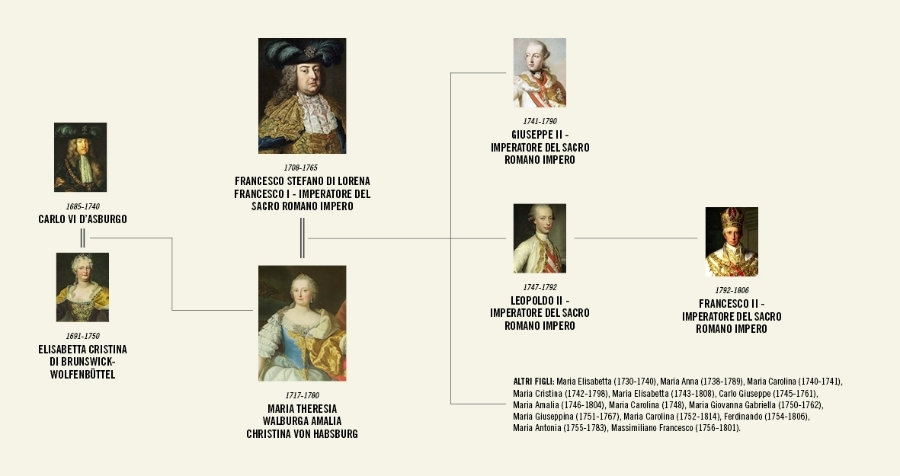 1685-1740
CARLO VI D'ASBURGO
1691-1750
ELISABETTA CRISTINA
DI BRUNSWICK-
WOLFENBÜTTEL
1708-1765
FRANCESCO STEFANO DI LORENA
FRANCESCO I - IMPERATORE DEL
SACRO ROMANO IMPERO
1717-1780
MARIA THERESIA
WALBURGA AMALIA
CHRISTINA VON HABSBURG
1741-1790
GIUSEPPE II -
IMPERATORE DEL SACRO
ROMANO IMPERO
1747-1792
LEOPOLDO II -
IMPERATORE DEL SACRO
ROMANO IMPERO
1792-1806
FRANCESCO II -
IMPERATORE DEL SACRO
ROMANO IMPERO
ALTRI FIGLI: Maria Elisabetta (1730-1740), Maria Anna (1738-1789), Maria Carolina (1740-1741),
Maria Cristina (1742-1798), Maria Elisabetta (1743-1808), Carlo Giuseppe (1745-1761),
Maria Amalia (1746-1804), Maria Carolina (1748), Maria Giovanna Gabriella (1750-1762),
Maria Giuseppina (1751-1767), Maria Carolina (1752-1814), Ferdinando (1754-1806),
Maria Antonia (1755-1783), Massimiliano Francesco (1756-1801).